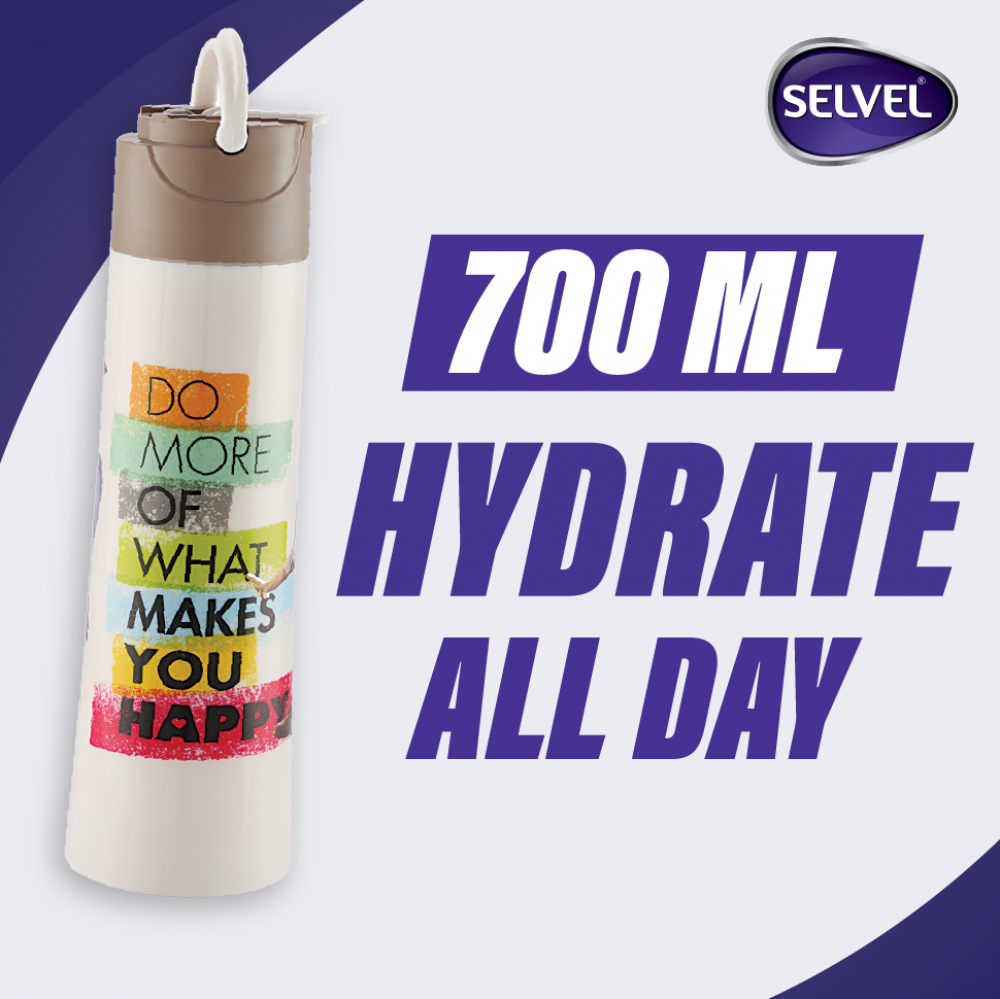 SELVEL®
700 ML
HYDRATE
ALL DAY
DO
MORE
OF
WHAT
MAKES
YOU
HAPPY